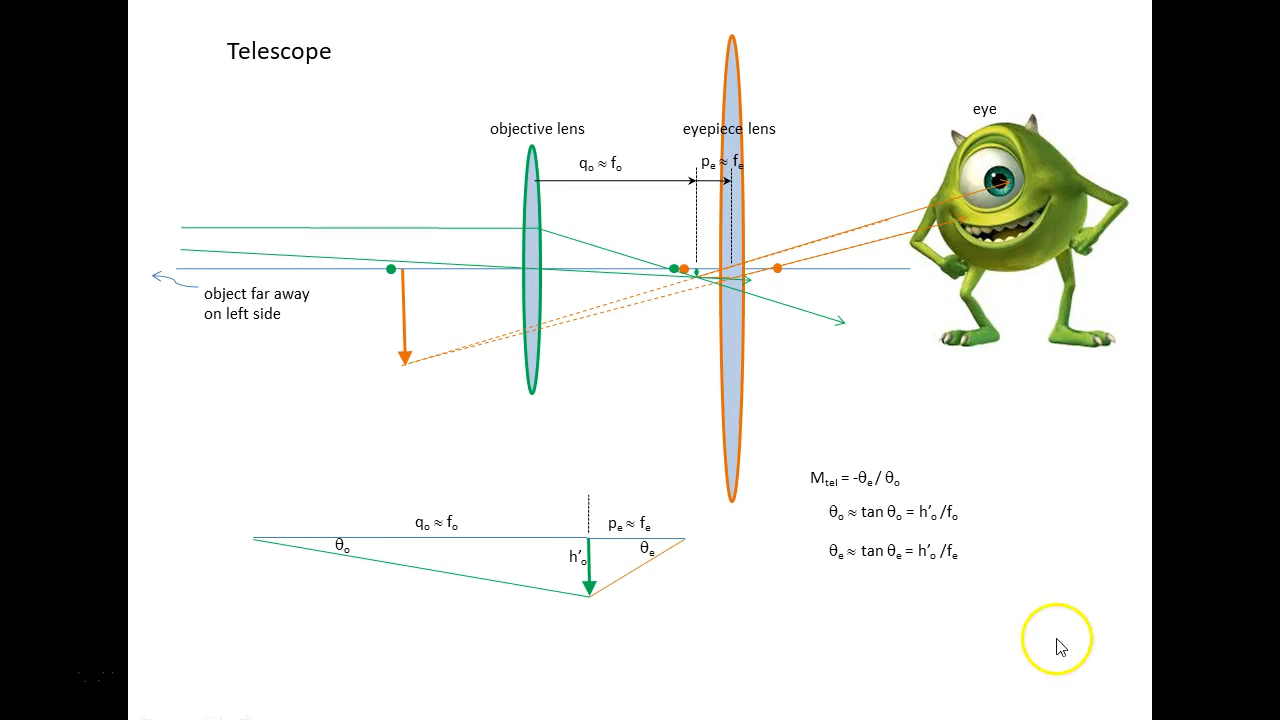 Telescope
eye
objective lens
eyepiece lens
qₒ ≈ fₒ
pₑ ≈ fₑ
object far away
on left side
Mₜₑₗ = -θₑ / θₒ
θₒ ≈ tan θₒ = h’ₒ /fₒ
θₑ ≈ tan θₑ = h’ₒ /fₑ
qₒ ≈ fₒ
pₑ ≈ fₑ
θₒ
h’ₒ
θₑ